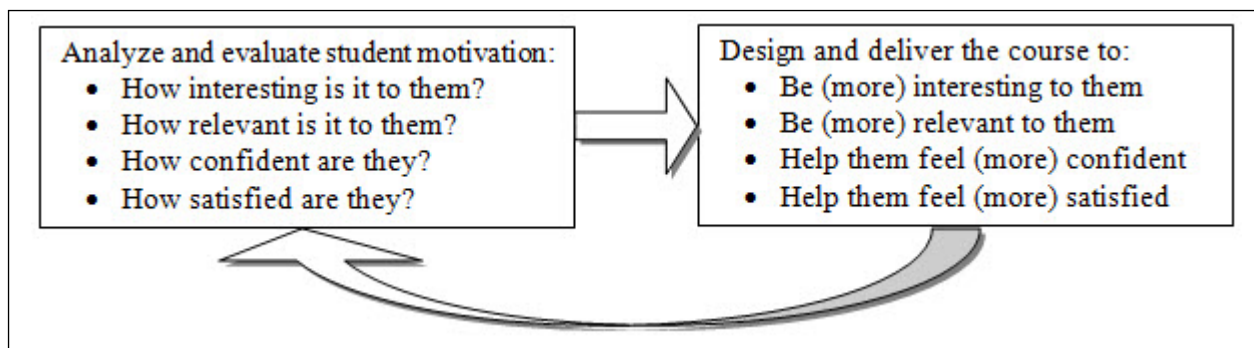 Analyze and evaluate student motivation:
• How interesting is it to them?
• How relevant is it to them?
• How confident are they?
• How satisfied are they?
Design and deliver the course to:
• Be (more) interesting to them
• Be (more) relevant to them
• Help them feel (more) confident
• Help them feel (more) satisfied